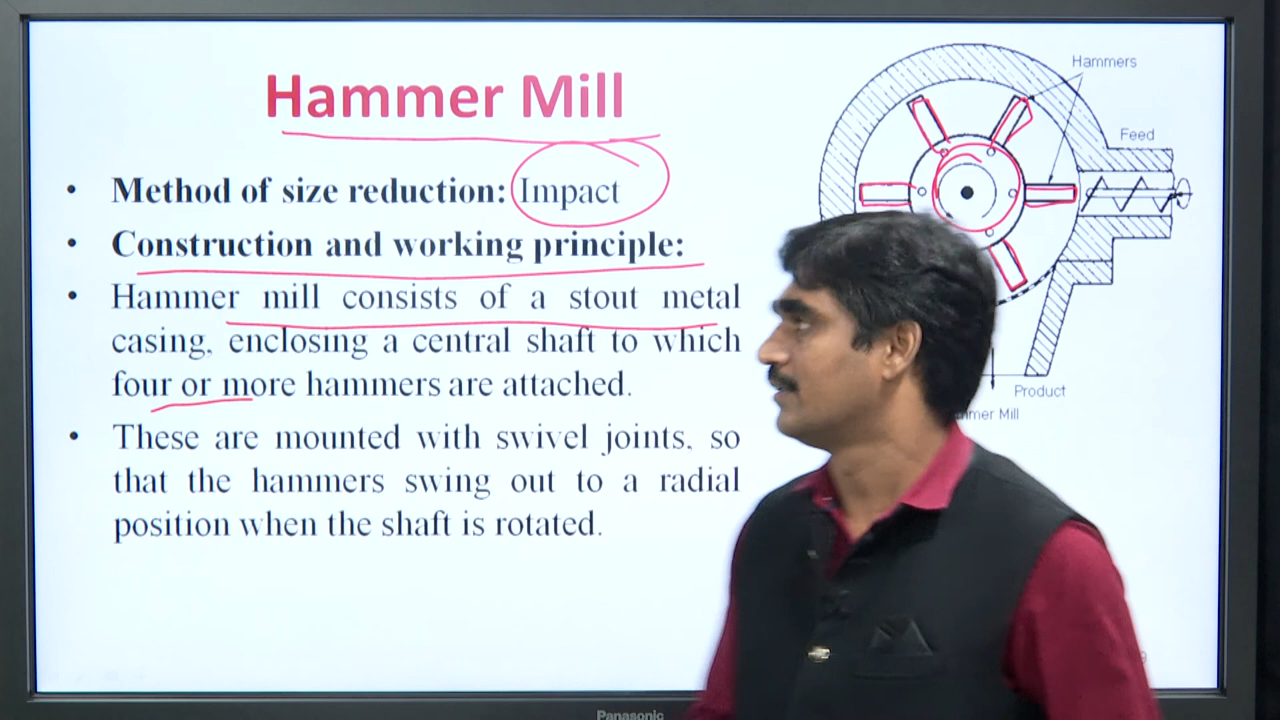 Hammer Mill
• Method of size reduction: Impact
• Construction and working principle:
• Hammer mill consists of a stout metal
casing, enclosing a central shaft to which
four or more hammers are attached.
• These are mounted with swivel joints, so
that the hammers swing out to a radial
position when the shaft is rotated.
Hammers
Feed
Product
Mill
9
Panasonic